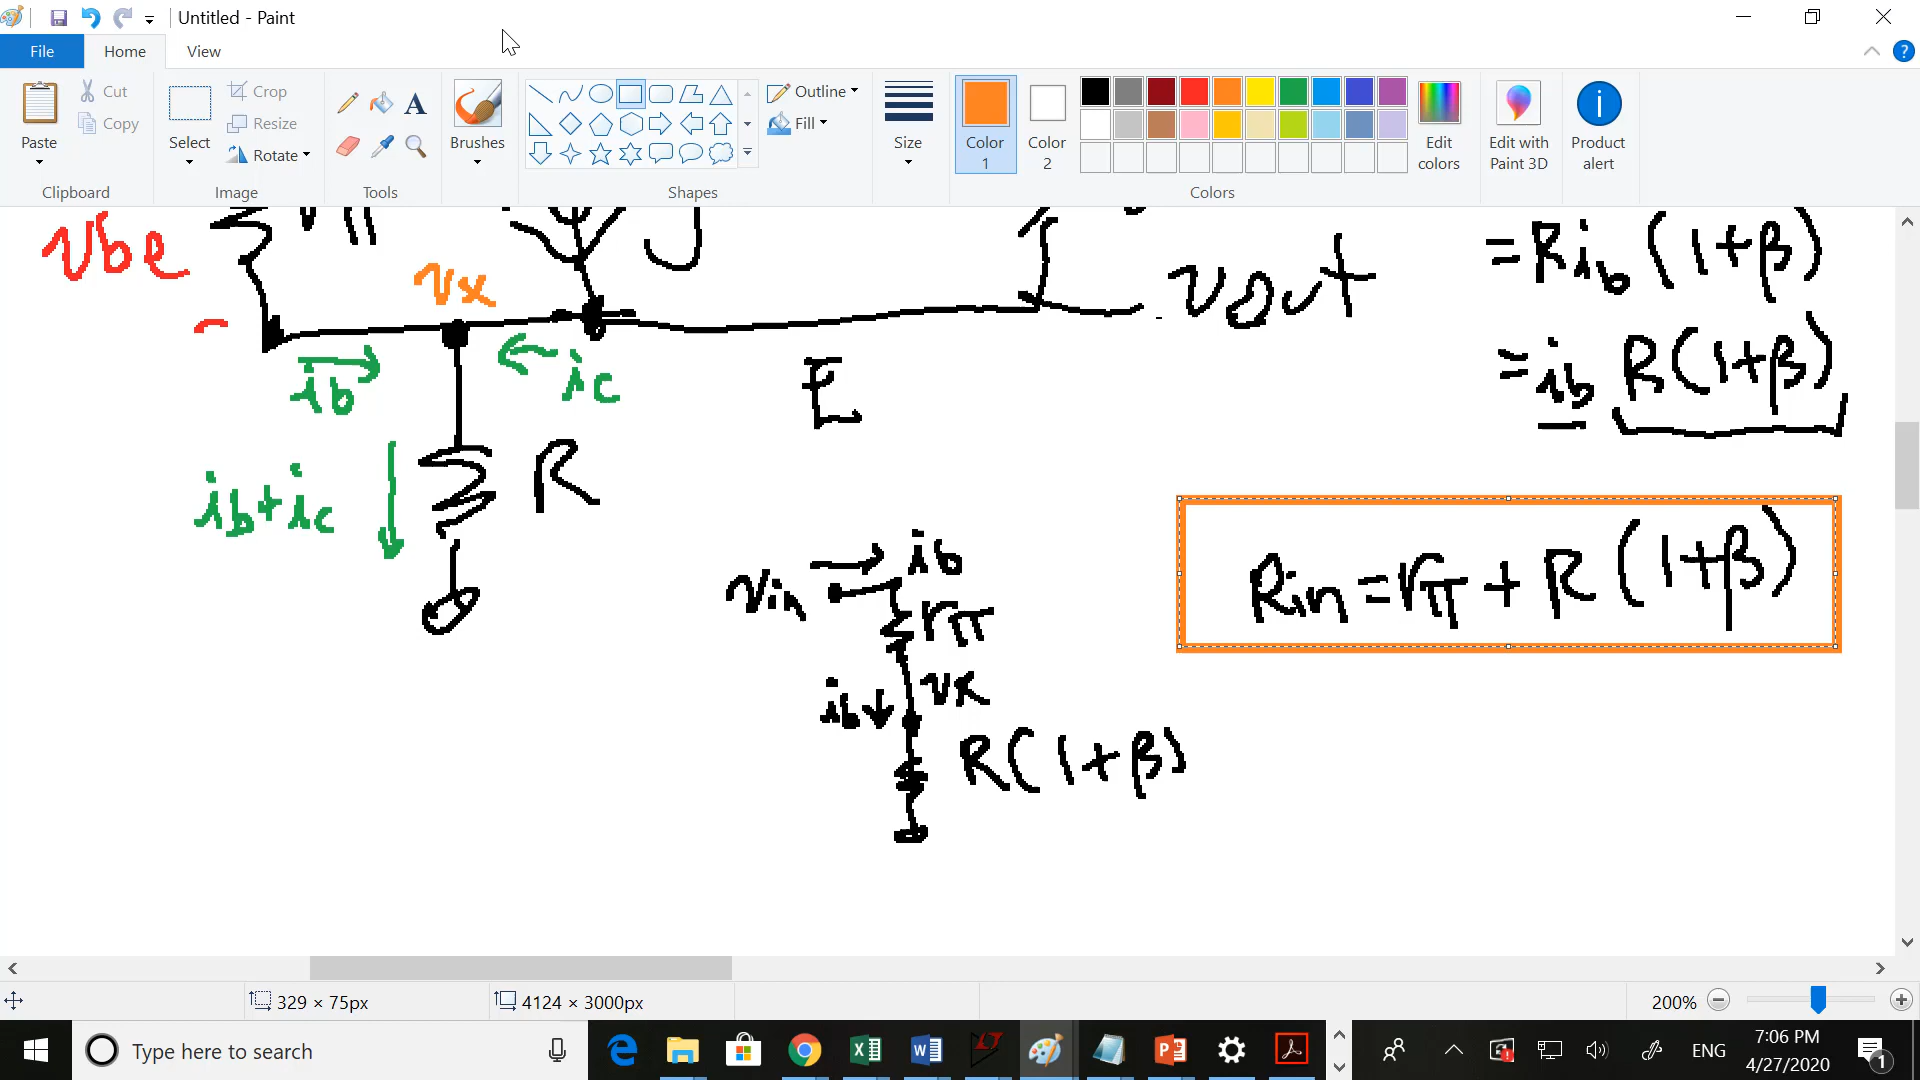 Untitled - Paint
File
Home
View
Paste
Cut
Copy
Clipboard
Select
Crop
Resize
Rotate
Image
Tools
Brushes
Shapes
Outline
Fill
Size
Color 1
Color 2
Colors
Edit colors
Edit with Paint 3D
Product alert
vbe
-
vx
vout
=Rib(1+β)
=ib R(1+β)
ib
ic
E
ib+ic
R
ib
vin
rπ
Rin=rπ+R(1+β)
ib
vx
R(1+β)
329 × 75px
4124 × 3000px
200%
Type here to search
ENG
7:06 PM
4/27/2020
1